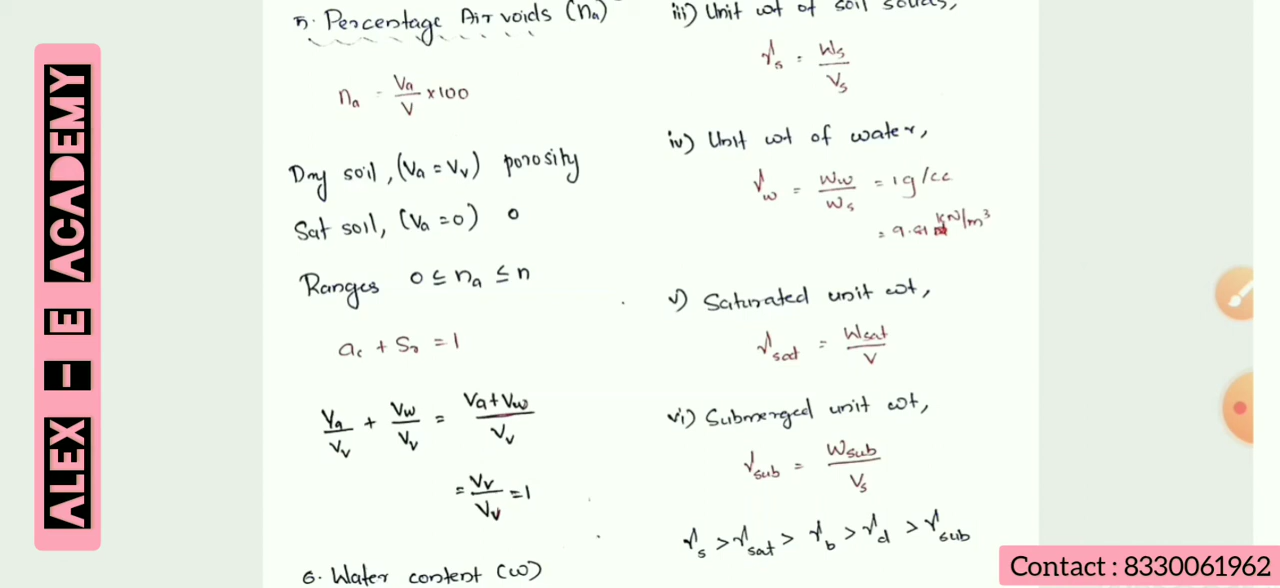 ALEX - E ACADEMY
5. Percentage Air voids (na)
na = Va/V ×100
Dry soil, (Va = Vv) porosity
Sat soil, (Va = 0) 0
Ranges 0 ≤ na ≤ n
ac + Sr = 1
Va/Vv + Vw/Vv = Va+Vw/Vv
= Vv/Vv = 1
6. Water content (w)
iii) Unit wt of soil solids,
γs = Ws/Vs
iv) Unit wt of water,
γw = Ww/Ws = 1g/cc
= 9.81 kN/m³
v) Saturated unit wt,
γsat = Wsat/V
vi) Submerged unit wt,
γsub = Wsub/Vs
γs > γsat > γb > γd > γsub
Contact : 8330061962